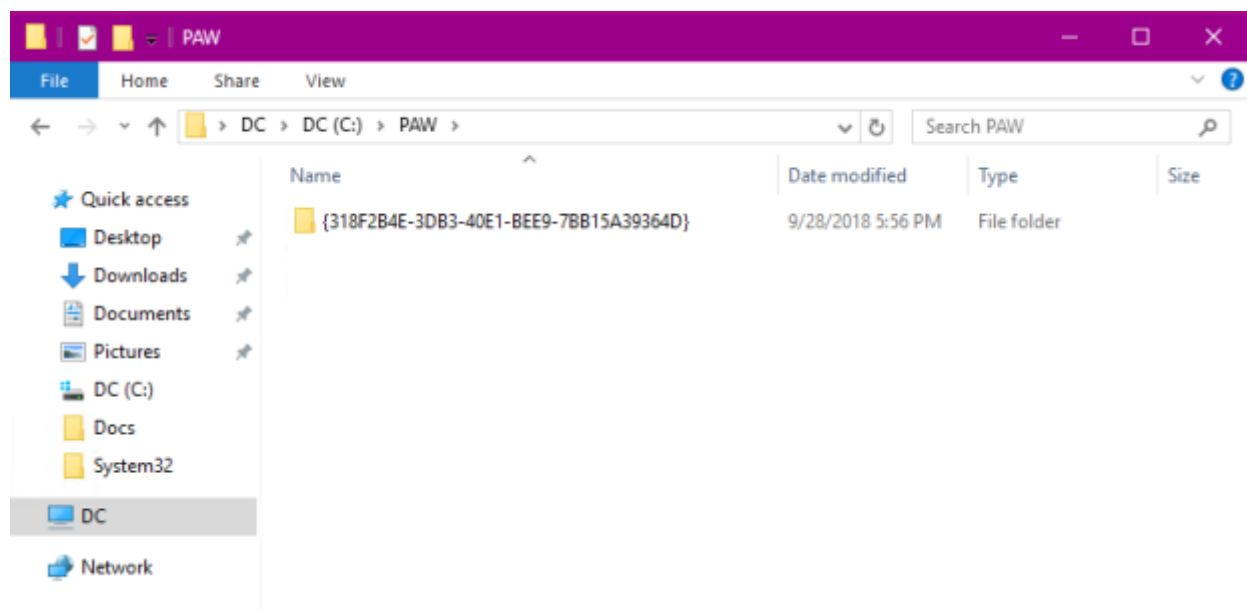 PAW
File Home Share View
DC > DC (C:) > PAW >
Search PAW
Name Date modified Type Size
Quick access
{318F2B4E-3DB3-40E1-BEE9-7BB15A39364D} 9/28/2018 5:56 PM File folder
Desktop
Downloads
Documents
Pictures
DC (C:)
Docs
System32
DC
Network